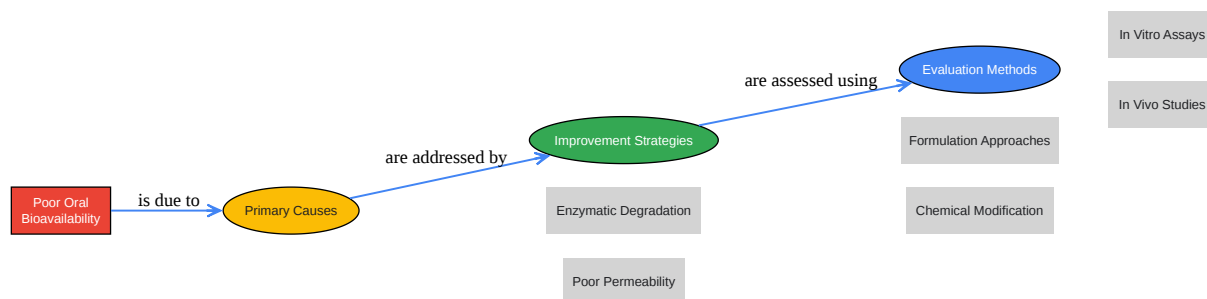 Poor Oral
Bioavailability
is due to
Primary Causes
are addressed by
Improvement Strategies
Enzymatic Degradation
Poor Permeability
are assessed using
Evaluation Methods
Formulation Approaches
Chemical Modification
In Vitro Assays
In Vivo Studies